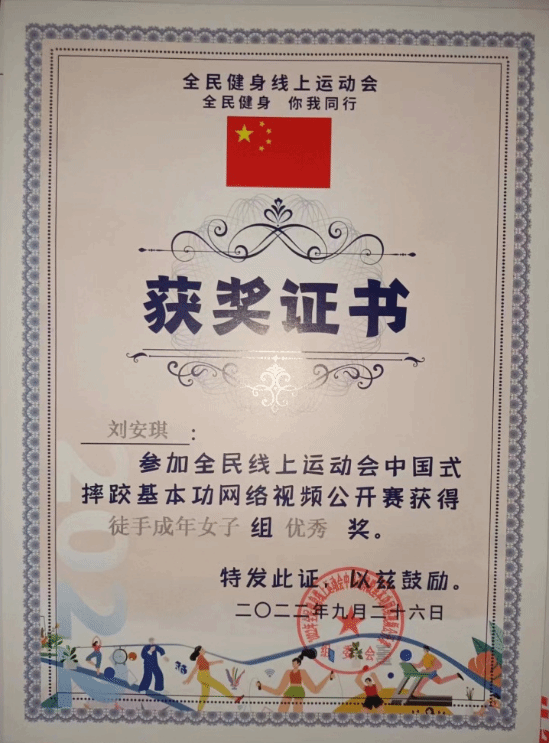 全民健身线上运动会
全民健身 你我同行
获奖证书
刘安琪:
参加全民线上运动会中国式
摔跤基本功网络视频公开赛获得
徒手成年女子 组 优秀 奖。
特发此证,以兹鼓励。
二〇二二年九月二十六日
组委会
2022